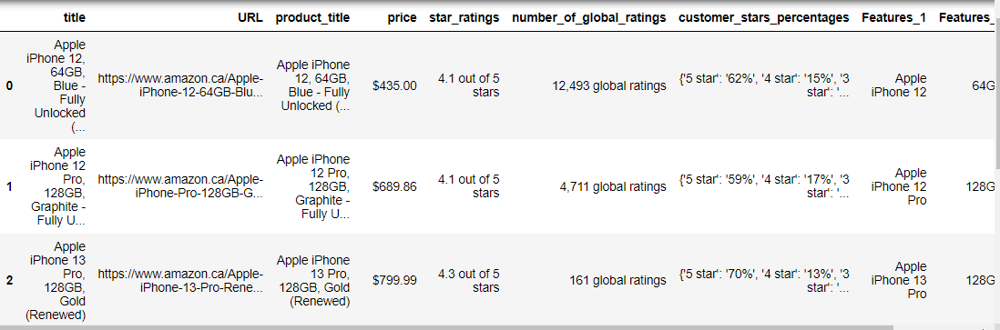 title URL product_title price star_ratings number_of_global_ratings customer_stars_percentages Features_1 Features_
0
Apple
iPhone 12,
64GB,
Blue -
Fully
Unlocked
(...
https://www.amazon.ca/Apple-
iPhone-12-64GB-Blu...
Apple iPhone
12, 64GB,
Blue - Fully
Unlocked (...
$435.00
4.1 out of 5
stars
12,493 global ratings
{'5 star': '62%', '4 star': '15%', '3
star': '...
Apple
iPhone 12
64G
1
Apple
iPhone 12
Pro,
128GB,
Graphite -
Fully U...
https://www.amazon.ca/Apple-
iPhone-Pro-128GB-G...
Apple iPhone
12 Pro,
128GB,
Graphite -
Fully U...
$689.86
4.1 out of 5
stars
4,711 global ratings
{'5 star': '59%', '4 star': '17%', '3
star': '...
Apple
iPhone 12
Pro
128G
2
Apple
iPhone 13
Pro,
128GB,
Gold
(Renewed)
https://www.amazon.ca/Apple-
iPhone-13-Pro-Rene...
Apple iPhone
13 Pro,
128GB, Gold
(Renewed)
$799.99
4.3 out of 5
stars
161 global ratings
{'5 star': '70%', '4 star': '13%', '3
star': '...
Apple
iPhone 13
Pro
128G